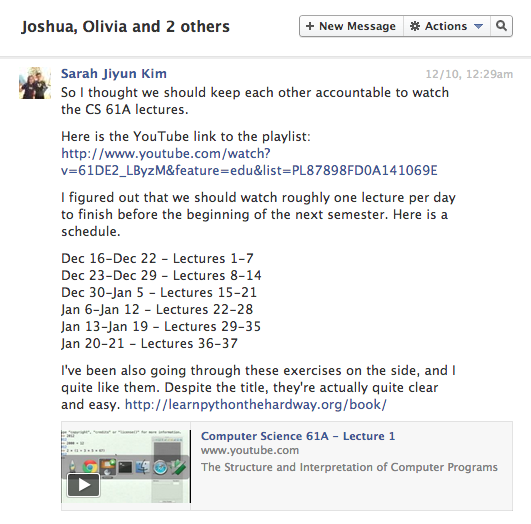 Joshua, Olivia and 2 others
+ New Message
Actions
Sarah Jiyun Kim
12/10, 12:29am
So I thought we should keep each other accountable to watch
the CS 61A lectures.
Here is the YouTube link to the playlist:
http://www.youtube.com/watch?
v=61DE2_LByzM&feature=edu&list=PL87898FD0A141069E
I figured out that we should watch roughly one lecture per day
to finish before the beginning of the next semester. Here is a
schedule.
Dec 16-Dec 22 - Lectures 1-7
Dec 23-Dec 29 - Lectures 8-14
Dec 30-Jan 5 - Lectures 15-21
Jan 6-Jan 12 - Lectures 22-28
Jan 13-Jan 19 - Lectures 29-35
Jan 20-21 - Lectures 36-37
I've been also going through these exercises on the side, and I
quite like them. Despite the title, they're actually quite clear
and easy. http://learnpythonthehardway.org/book/
Computer Science 61A - Lecture 1
www.youtube.com
The Structure and Interpretation of Computer Programs